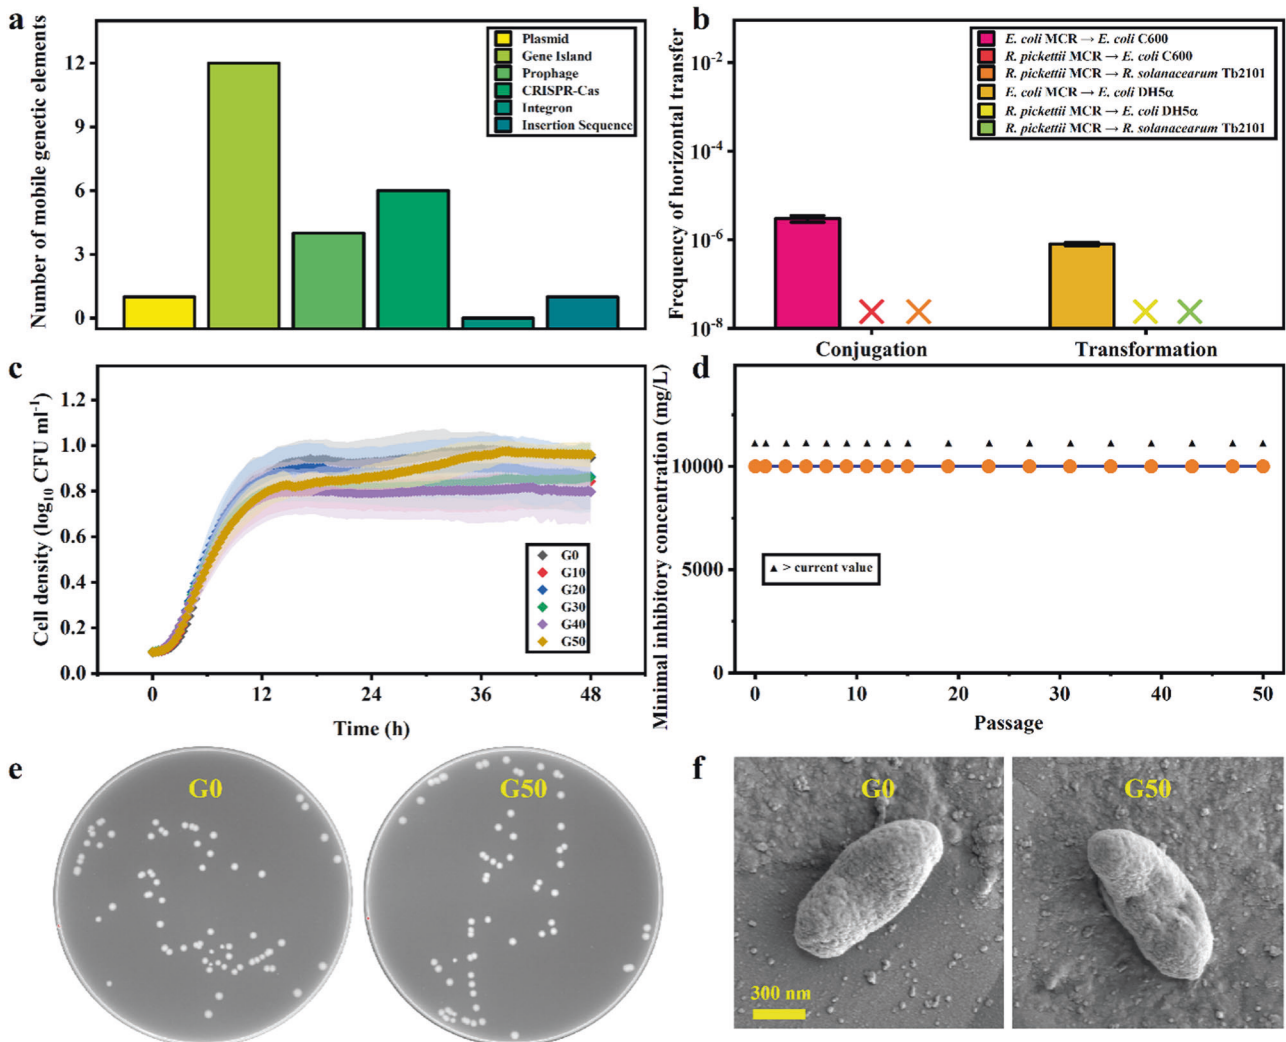 a
Number of mobile genetic elements
12
9
6
3
0
Plasmid
Gene Island
Prophage
CRISPR-Cas
Integron
Insertion Sequence
b
Frequency of horizontal transfer
10⁻²
10⁻⁴
10⁻⁶
10⁻⁸
E. coli MCR → E. coli C600
R. pickettii MCR → E. coli C600
R. pickettii MCR → R. solanacearum Tb2101
E. coli MCR → E. coli DH5α
R. pickettii MCR → E. coli DH5α
R. pickettii MCR → R. solanacearum Tb2101
Conjugation Transformation
c
Cell density (log₁₀ CFU ml⁻¹)
1.2
1.0
0.8
0.6
0.4
0.2
0.0
G0
G10
G20
G30
G40
G50
0 12 24 36 48
Time (h)
d
Minimal inhibitory concentration (mg/L)
10000
5000
0
▲ > current value
0 10 20 30 40 50
Passage
e
G0
G50
f
G0
300 nm
G50